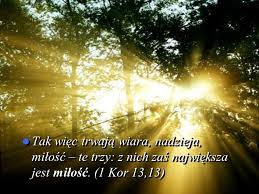 Tak więc trwają wiara, nadzieja,
miłość – te trzy: z nich zaś największa
jest miłość. (1 Kor 13,13)